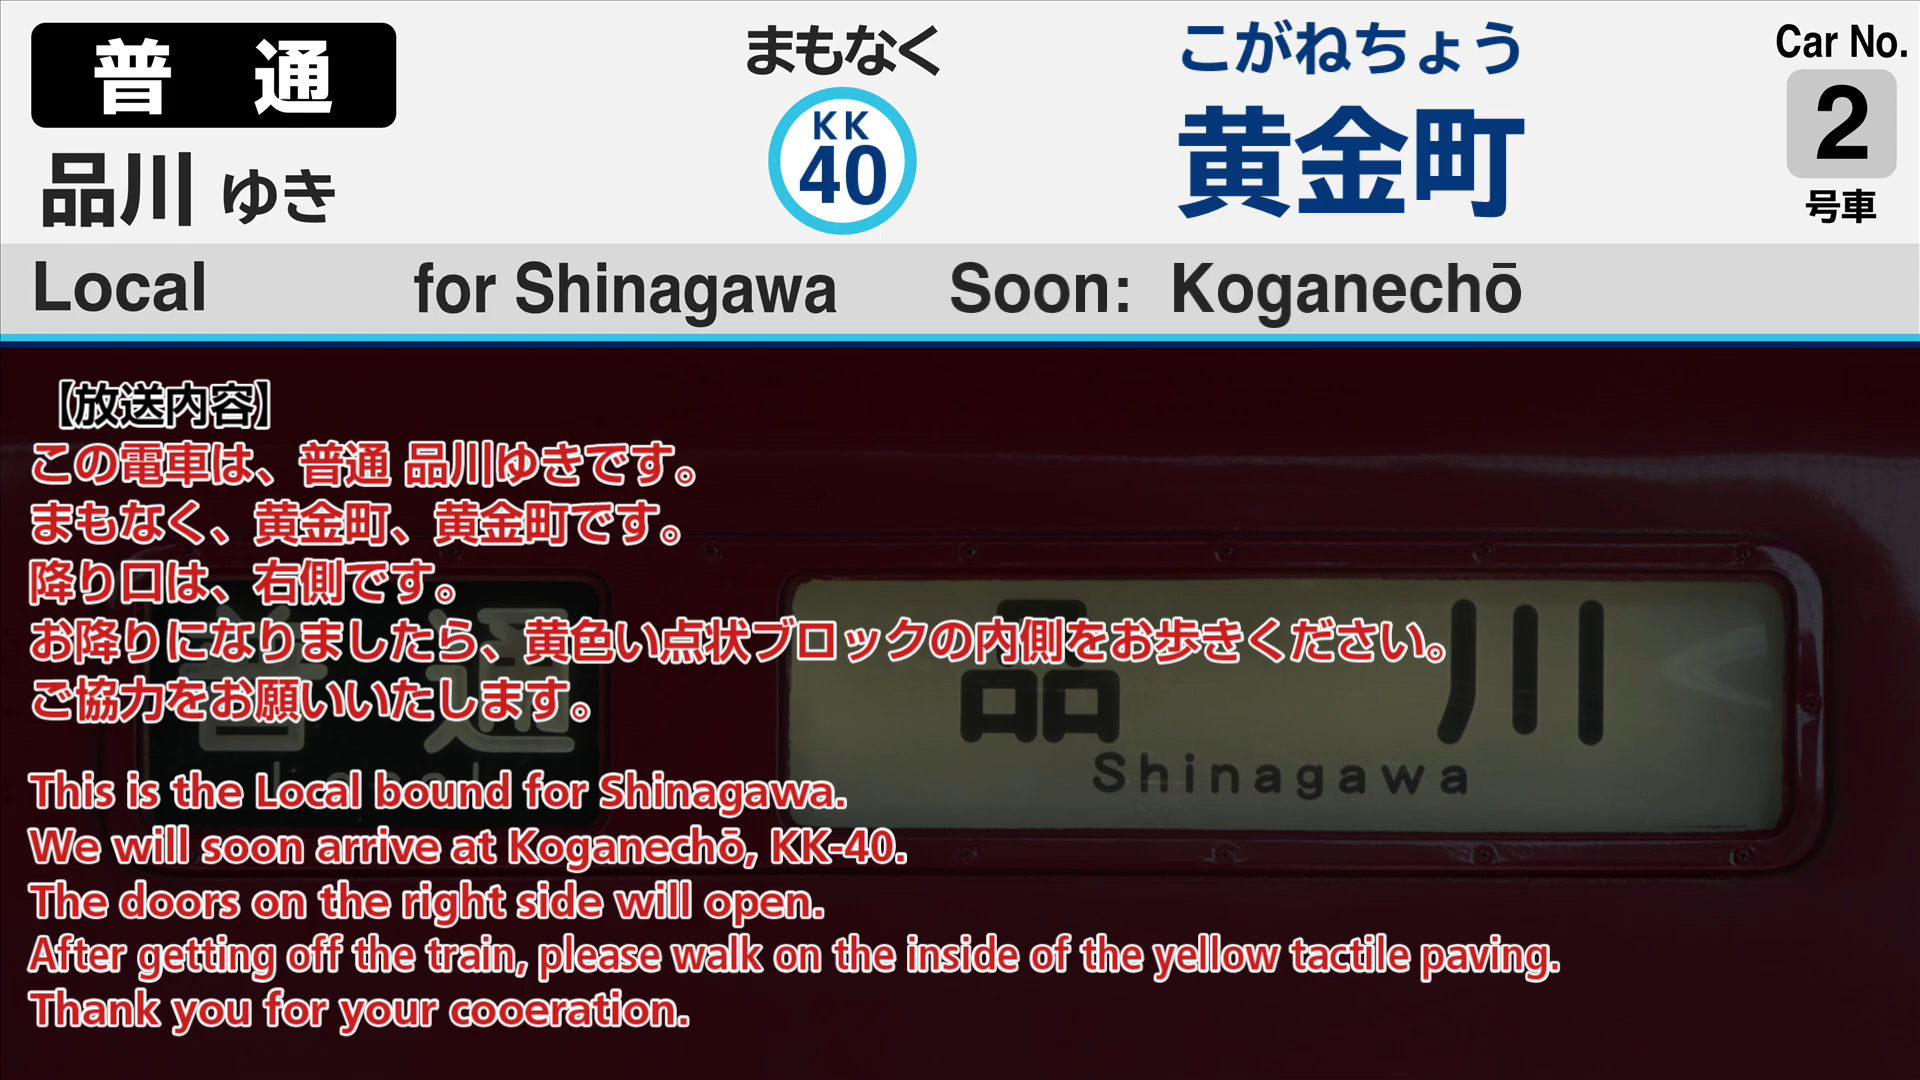 普通
まもなく
こがねちょう
Car No.
KK
40
黄金町
2
品川 ゆき
号車
Local for Shinagawa Soon: Koganechō
【放送内容】
この電車は、普通 品川ゆきです。
まもなく、黄金町、黄金町です。
降り口は、右側です。
お降りになりましたら、黄色い点状ブロックの内側をお歩きください。
ご協力をお願いいたします。
This is the Local bound for Shinagawa.
We will soon arrive at Koganechō, KK-40.
The doors on the right side will open.
After getting off the train, please walk on the inside of the yellow tactile paving.
Thank you for your cooeration.
普通
Local
品川
Shinagawa